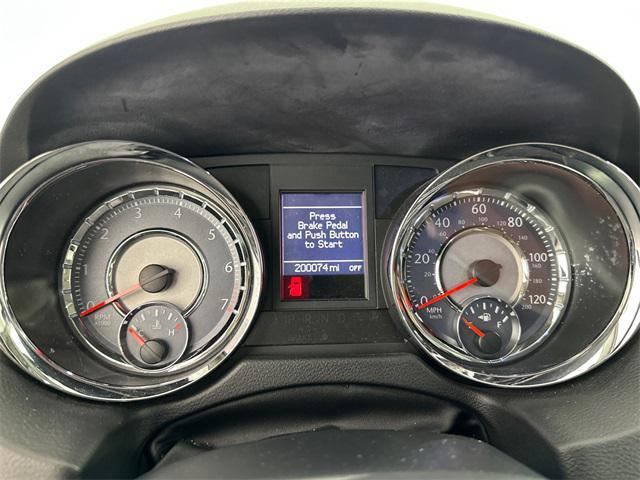 Press
Brake Pedal
and Push Button
to Start
200074 mi OFF
0 1 2 3 4 5 6 7
RPM
x1000
C H
0 20 40 60 80 100 120
MPH
km/h
F